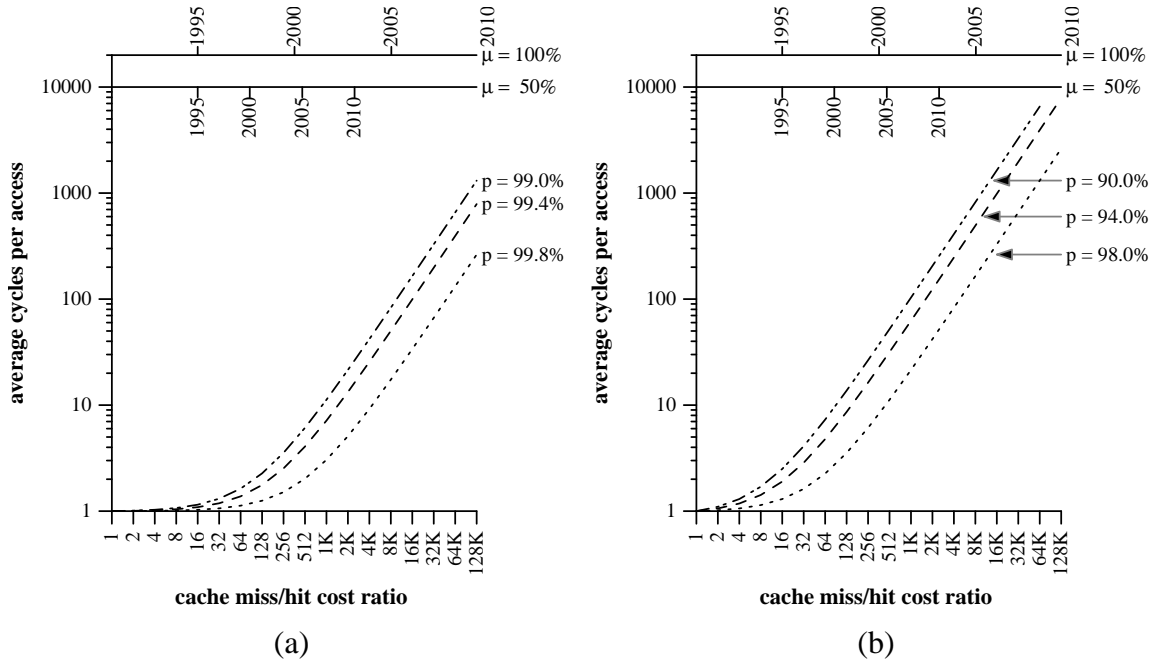 1995
2000
2005
2010
μ = 100%
μ = 50%
1995
2000
2005
2010
10000
1000
100
10
1
average cycles per access
p = 99.0%
p = 99.4%
p = 99.8%
1
2
4
8
16
32
64
128
256
512
1K
2K
4K
8K
16K
32K
64K
128K
cache miss/hit cost ratio
(a)
1995
2000
2005
2010
μ = 100%
μ = 50%
1995
2000
2005
2010
10000
1000
100
10
1
average cycles per access
p = 90.0%
p = 94.0%
p = 98.0%
1
2
4
8
16
32
64
128
256
512
1K
2K
4K
8K
16K
32K
64K
128K
cache miss/hit cost ratio
(b)